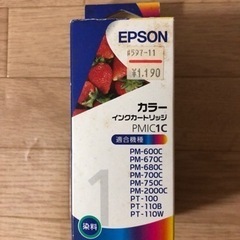 EPSON
¥1,190
カラー
インクカートリッジ
PMIC1C
適合機種
PM-600C
PM-670C
PM-680C
PM-700C
PM-750C
PM-2000C
PT-100
PT-110B
PT-110W
1
染料